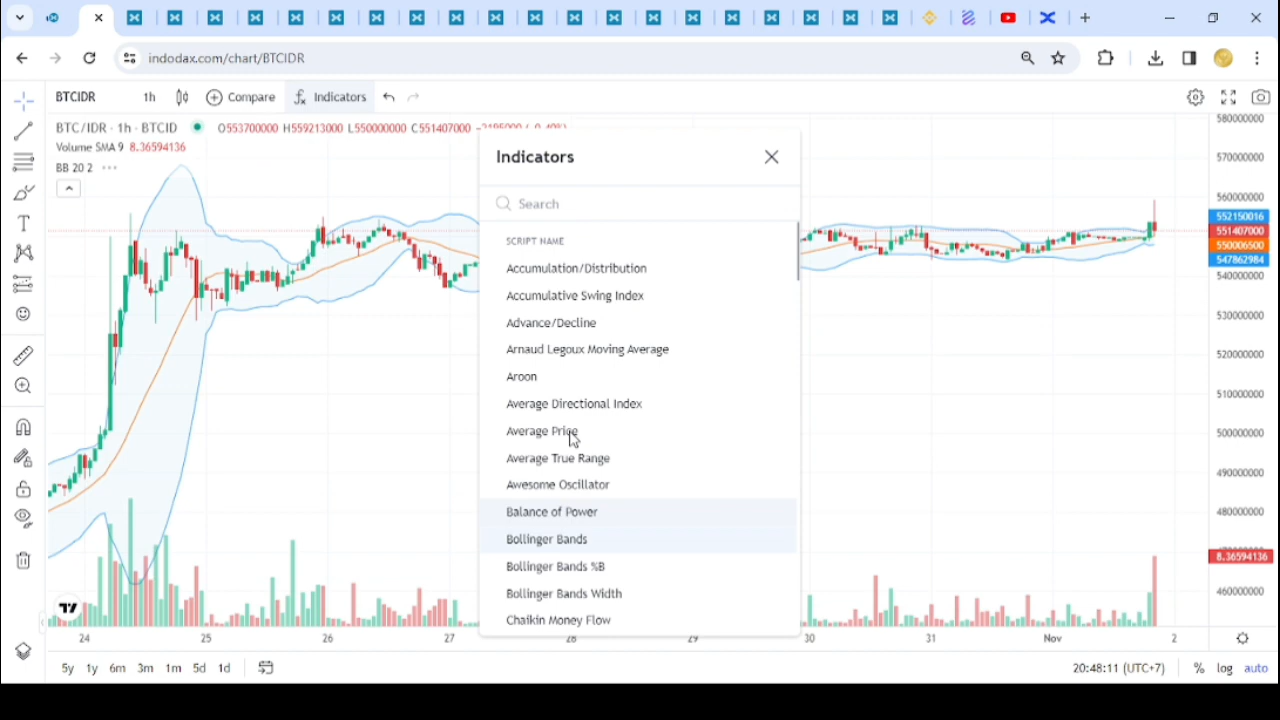 indodax.com/chart/BTCIDR
BTCIDR 1h Compare Indicators
BTC/IDR · 1h · BTCID O553700000 H559213000 L550000000 C551407000
Volume SMA 9 8.36594136
BB 20 2
Indicators
Search
SCRIPT NAME
Accumulation/Distribution
Accumulative Swing Index
Advance/Decline
Arnaud Legoux Moving Average
Aroon
Average Directional Index
Average Price
Average True Range
Awesome Oscillator
Balance of Power
Bollinger Bands
Bollinger Bands %B
Bollinger Bands Width
Chaikin Money Flow
580000000
570000000
560000000
552150016
551407000
550006500
547862984
540000000
530000000
520000000
510000000
500000000
490000000
480000000
8.36594136
460000000
24 25 26 27 28 29 30 31 Nov 2
5y 1y 6m 3m 1m 5d 1d 20:48:11 (UTC+7) % log auto